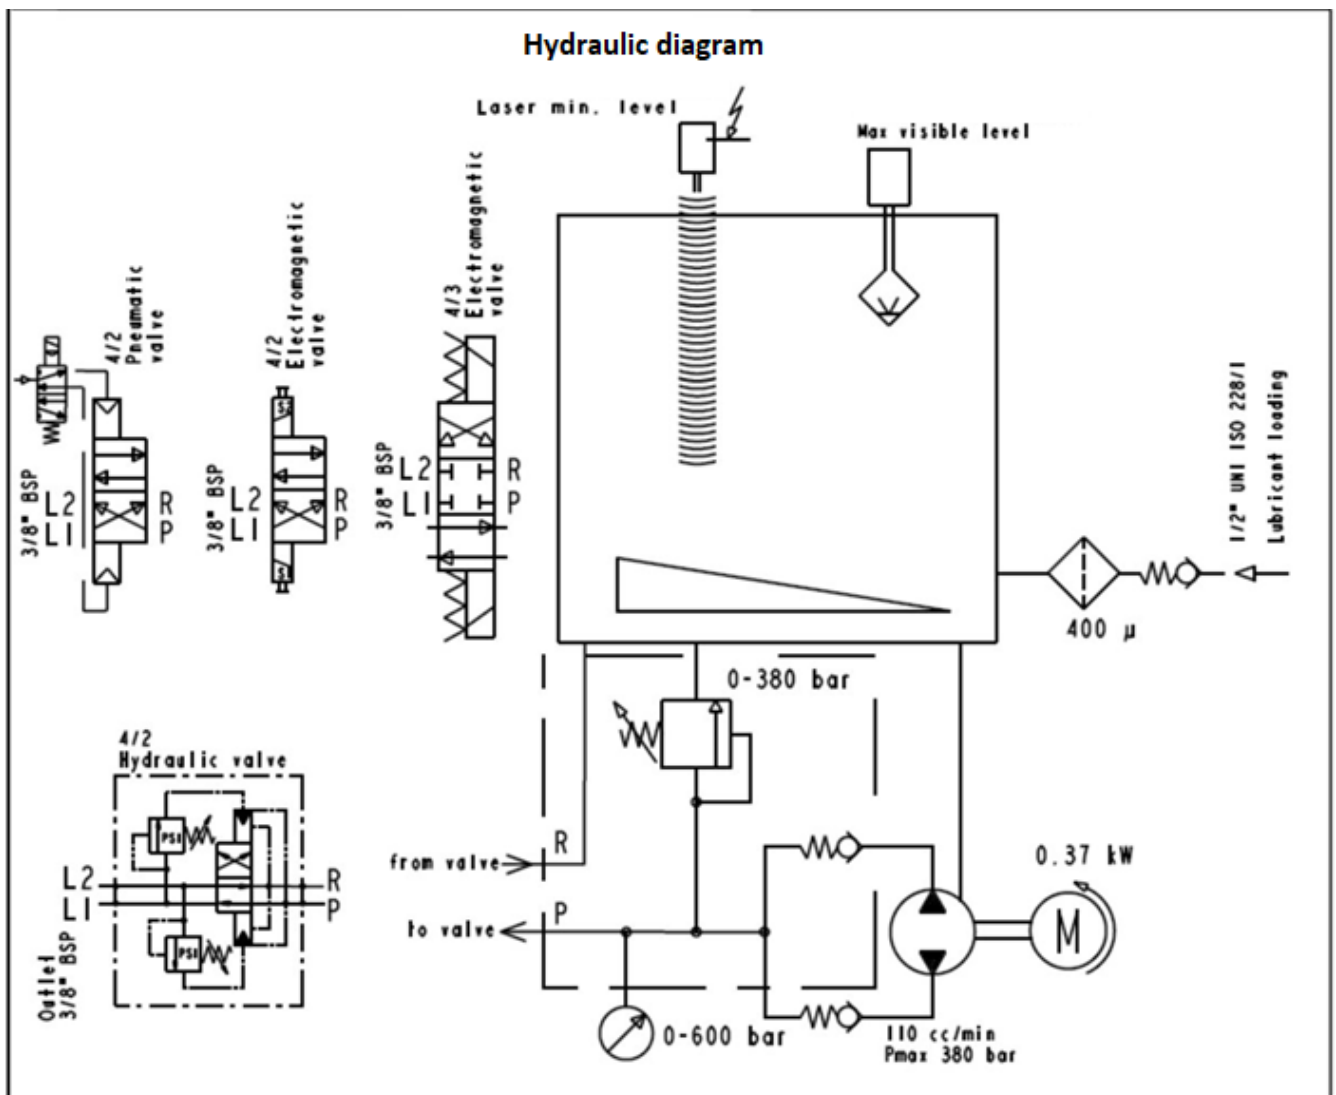 Hydraulic diagram
Laser min. level
Max visible level
4/2
Pneumatic
valve
3/8" BSP
L2
L1
R
P
4/2
Electromagnetic
valve
S2
S1
3/8" BSP
L2
L1
R
P
4/3
Electromagnetic
valve
3/8" BSP
L2
L1
R
P
1/2" UNI ISO 228/1
Lubricant loading
400 µ
0-380 bar
4/2
Hydraulic valve
PSI
L2
L1
R
P
PSI
Outlet
3/8" BSP
from valve
R
to valve
P
0.37 kW
M
0-600 bar
110 cc/min
Pmax 380 bar